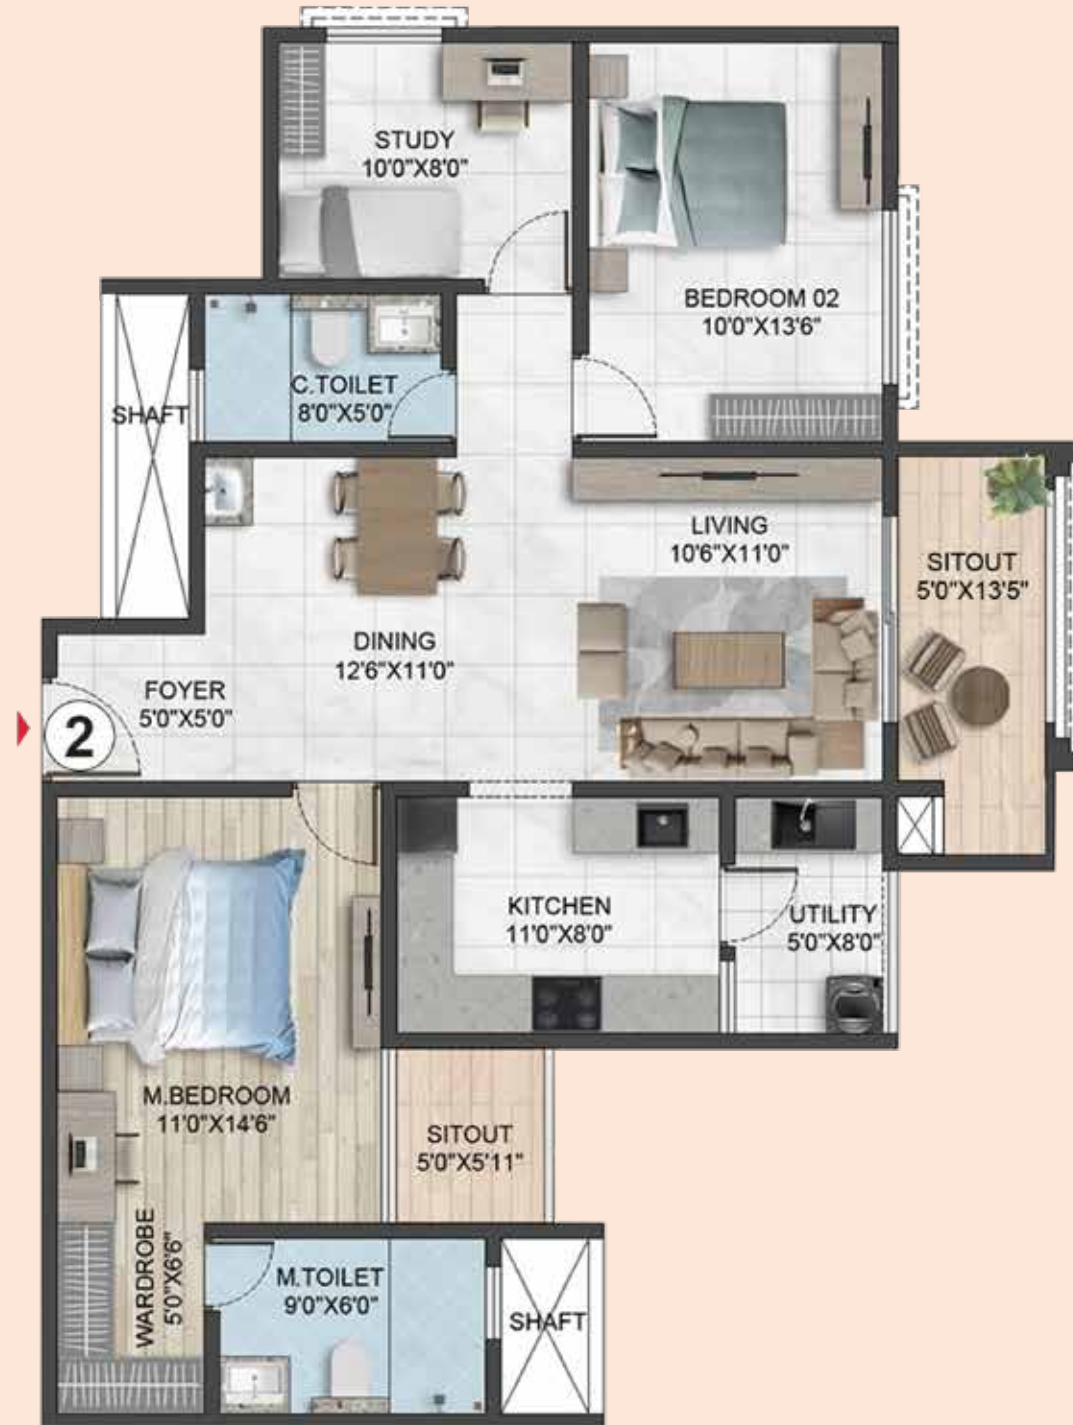 STUDY
10'0"X8'0"
BEDROOM 02
10'0"X13'6"
C.TOILET
8'0"X5'0"
SHAFT
LIVING
10'6"X11'0"
SITOUT
5'0"X13'5"
DINING
12'6"X11'0"
FOYER
5'0"X5'0"
2
KITCHEN
11'0"X8'0"
UTILITY
5'0"X8'0"
M.BEDROOM
11'0"X14'6"
SITOUT
5'0"X5'11"
WARDROBE
5'0"X6'6"
M.TOILET
9'0"X6'0"
SHAFT